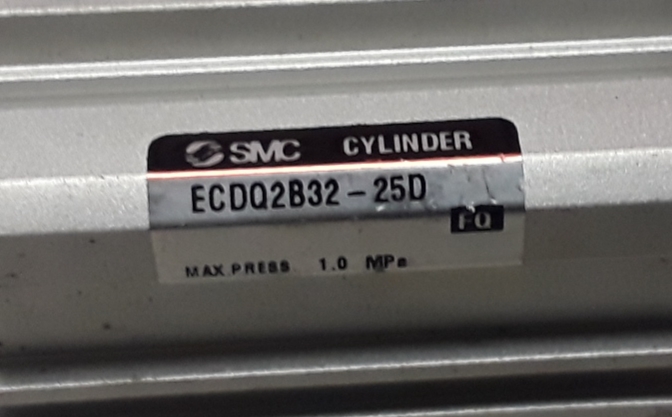 SMC CYLINDER
ECDQ2B32-25D
FQ
MAX.PRESS 1.0 MPa